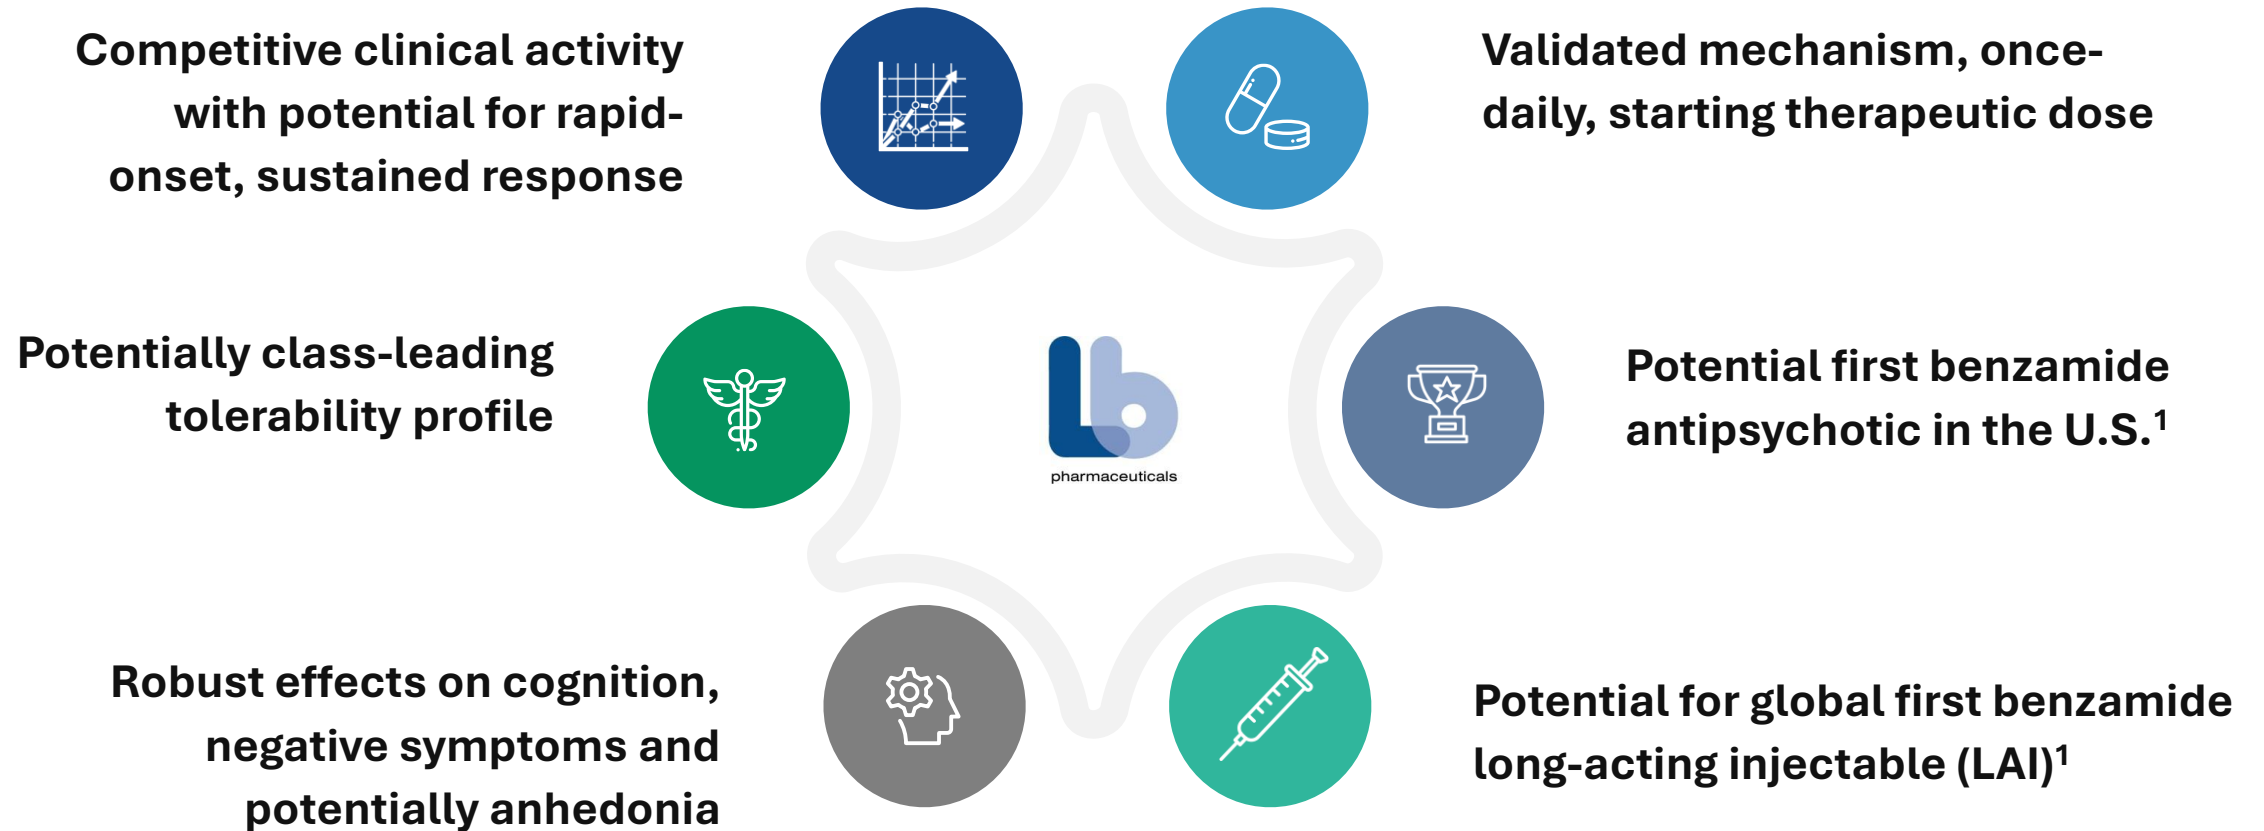 Competitive clinical activity
with potential for rapid-
onset, sustained response
Validated mechanism, once-
daily, starting therapeutic dose
Potentially class-leading
tolerability profile
Lb
pharmaceuticals
Potential first benzamide
antipsychotic in the U.S.¹
Robust effects on cognition,
negative symptoms and
potentially anhedonia
Potential for global first benzamide
long-acting injectable (LAI)¹